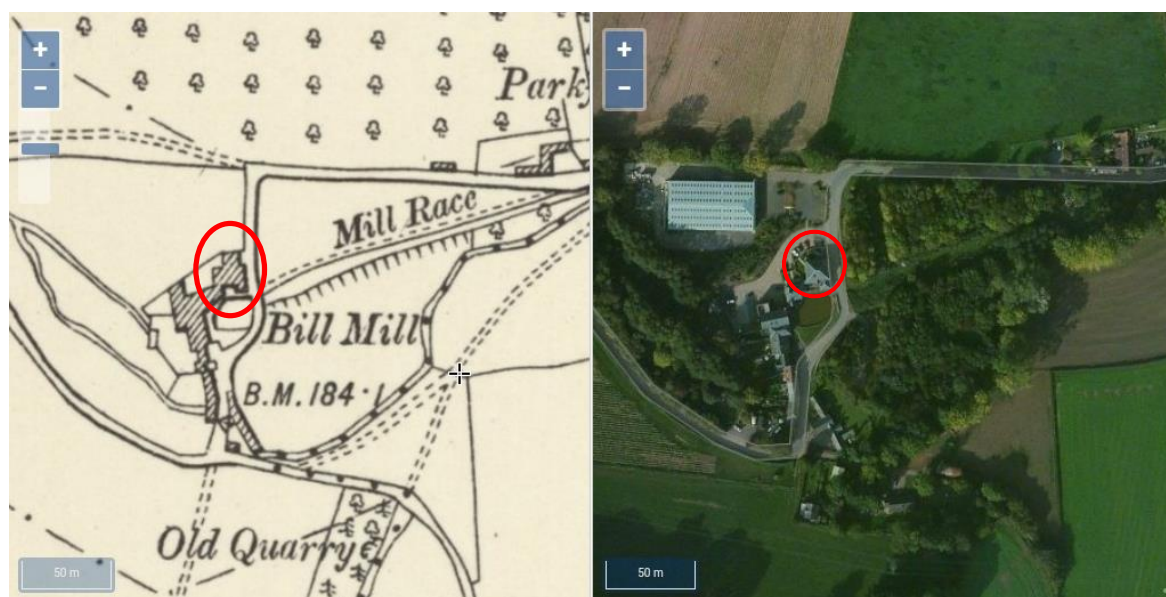 +
−
Park
Mill Race
Bill Mill
B.M. 184·1
Old Quarry
50 m
+
−
50 m